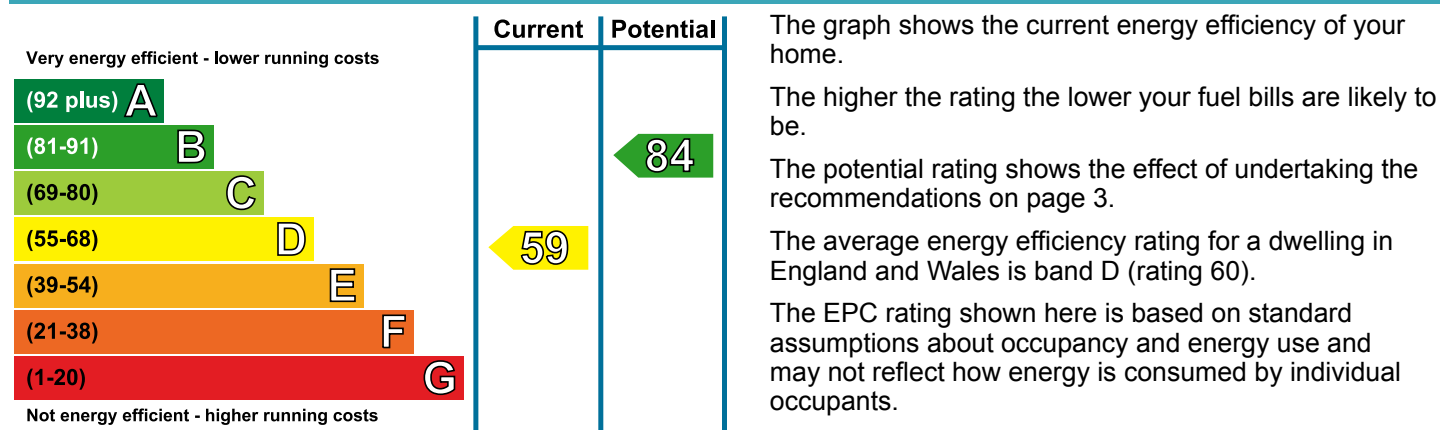 Current Potential
Very energy efficient - lower running costs
(92 plus) A
(81-91) B
84
(69-80) C
(55-68) D
59
(39-54) E
(21-38) F
(1-20) G
Not energy efficient - higher running costs
The graph shows the current energy efficiency of your
home.
The higher the rating the lower your fuel bills are likely to
be.
The potential rating shows the effect of undertaking the
recommendations on page 3.
The average energy efficiency rating for a dwelling in
England and Wales is band D (rating 60).
The EPC rating shown here is based on standard
assumptions about occupancy and energy use and
may not reflect how energy is consumed by individual
occupants.